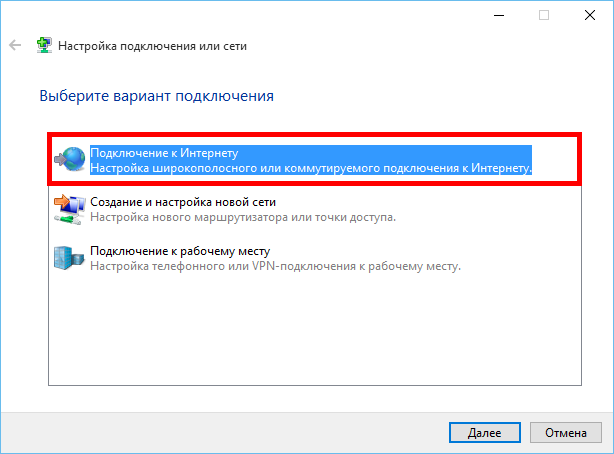 Настройка подключения или сети
Выберите вариант подключения
Подключение к Интернету
Настройка широкополосного или коммутируемого подключения к Интернету.
Создание и настройка новой сети
Настройка нового маршрутизатора или точки доступа.
Подключение к рабочему месту
Настройка телефонного или VPN-подключения к рабочему месту.
Далее
Отмена